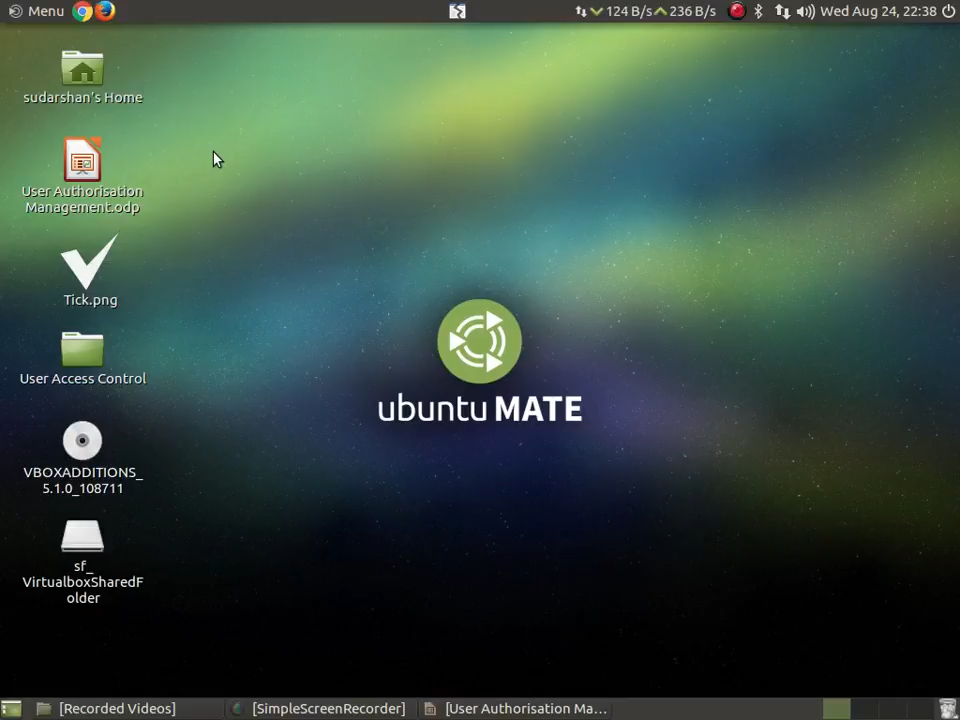 Menu
124 B/s 236 B/s
Wed Aug 24, 22:38
sudarshan's Home
User Authorisation
Management.odp
Tick.png
User Access Control
VBOXADDITIONS_
5.1.0_108711
sf_
VirtualboxSharedF
older
ubuntu MATE
[Recorded Videos]
[SimpleScreenRecorder]
[User Authorisation Ma...